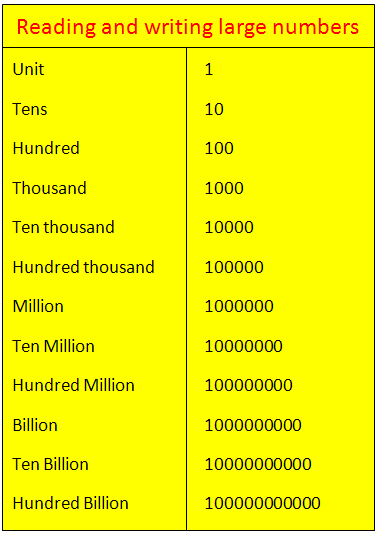 Reading and writing large numbers
Unit 1
Tens 10
Hundred 100
Thousand 1000
Ten thousand 10000
Hundred thousand 100000
Million 1000000
Ten Million 10000000
Hundred Million 100000000
Billion 1000000000
Ten Billion 10000000000
Hundred Billion 100000000000